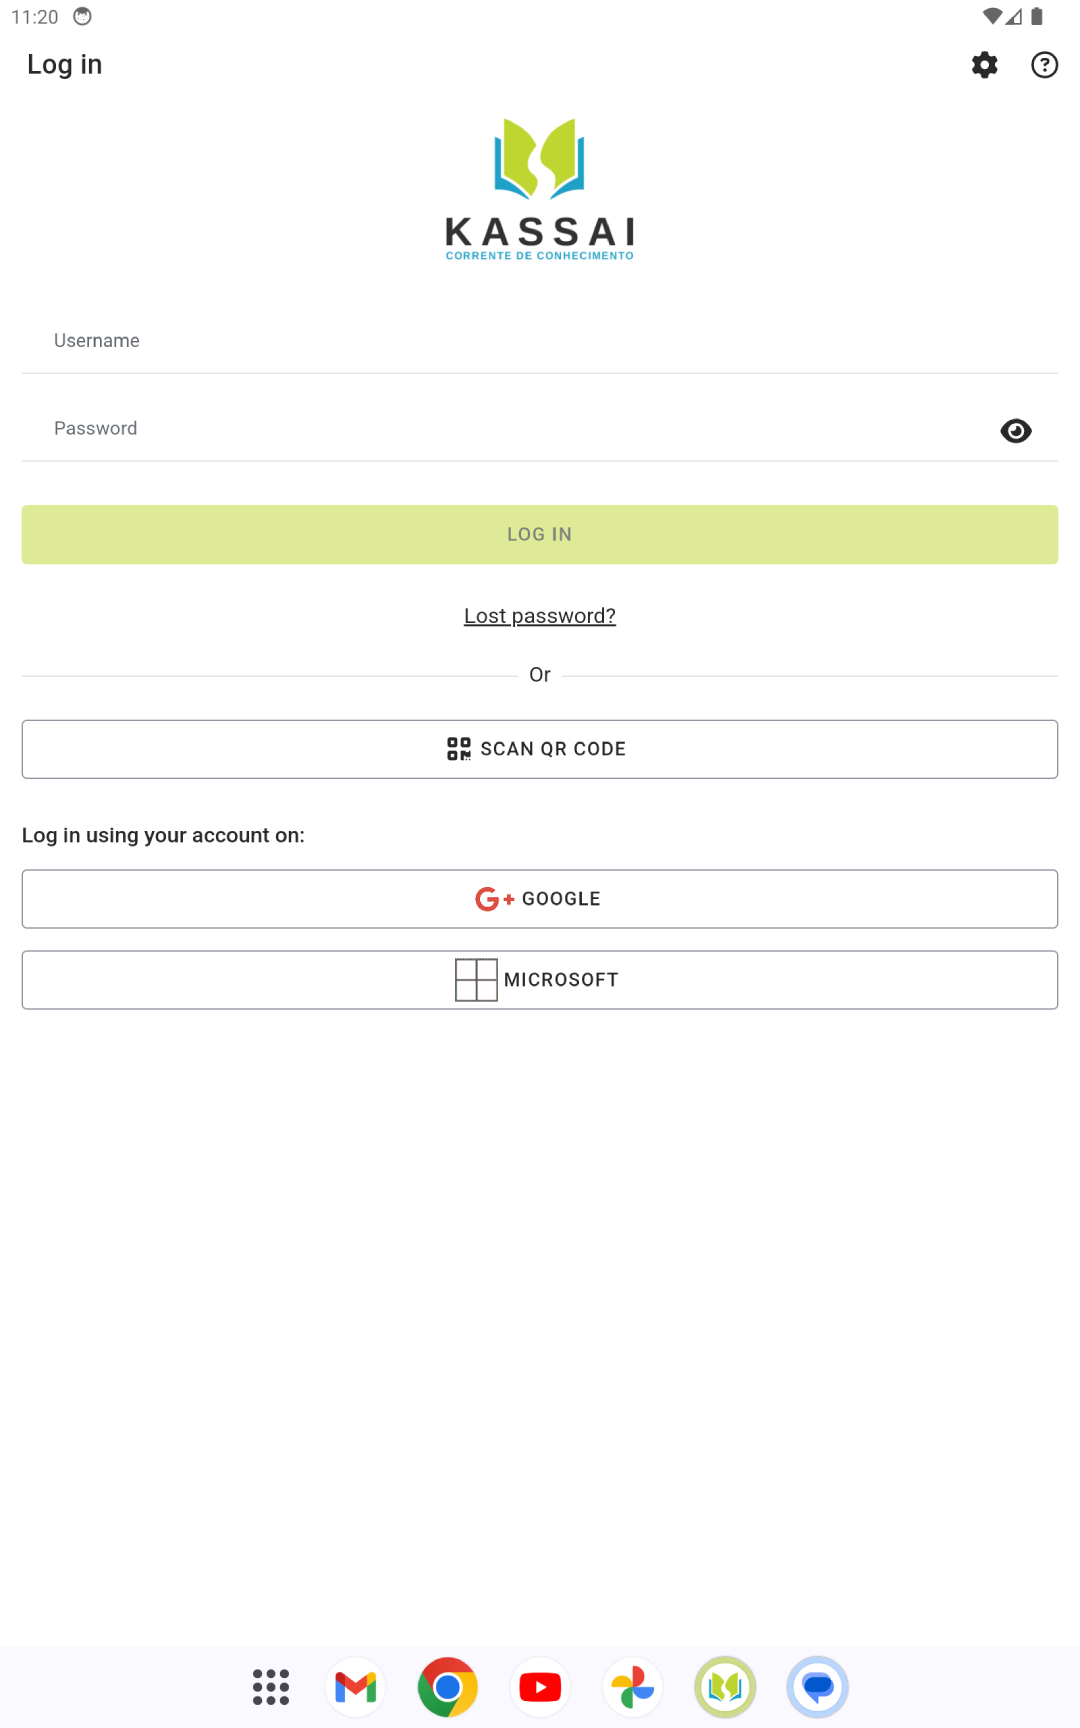 11:20
Log in
KASSAI
CORRENTE DE CONHECIMENTO
Username
Password
LOG IN
Lost password?
Or
SCAN QR CODE
Log in using your account on:
GOOGLE
MICROSOFT